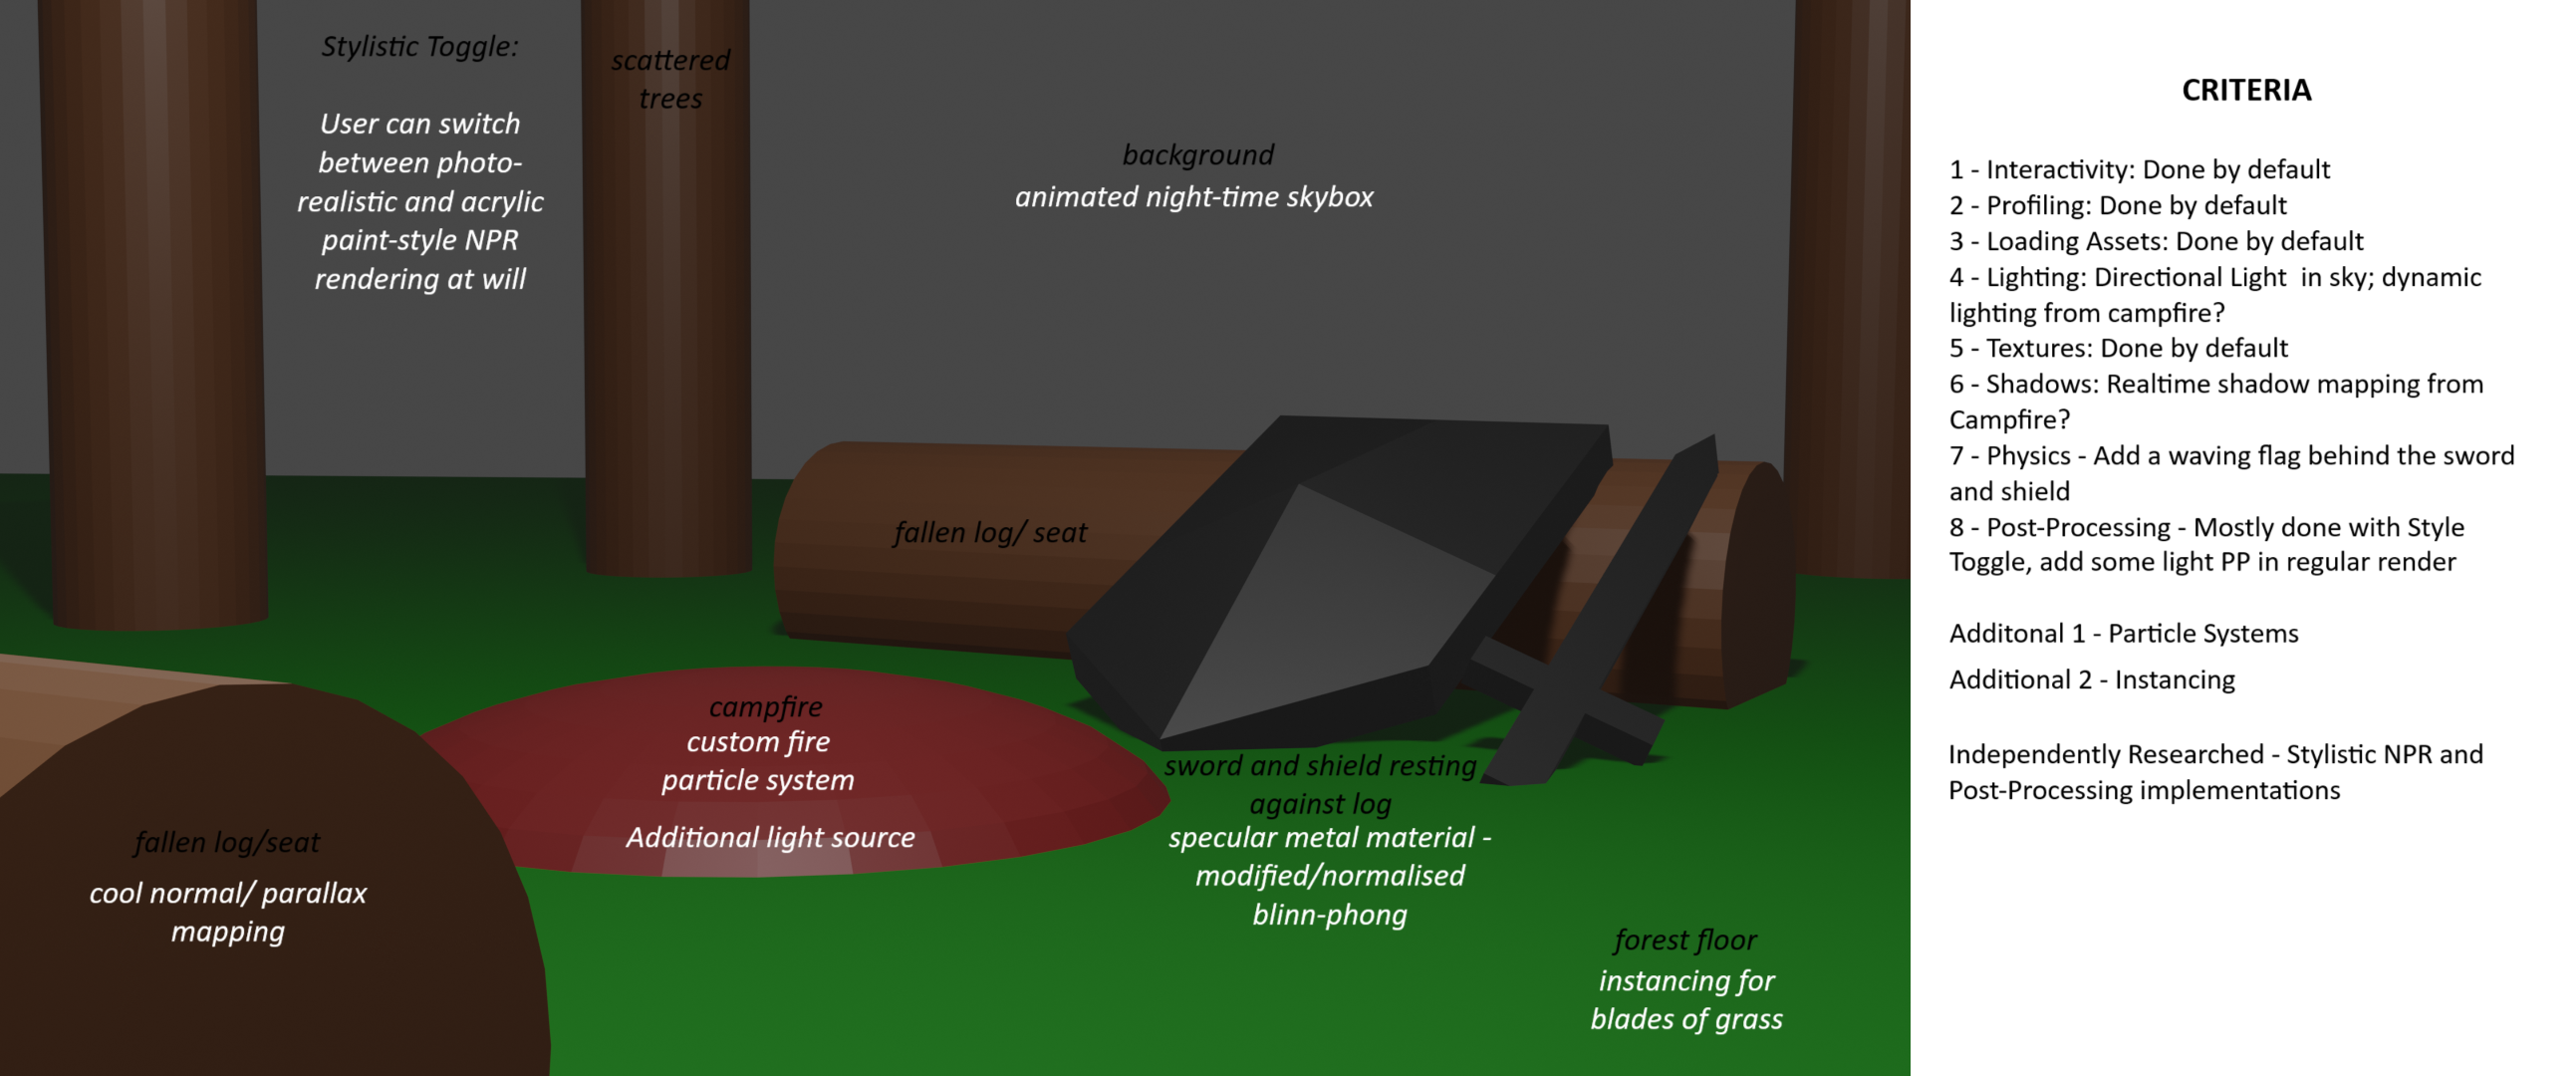 Stylistic Toggle:
User can switch
between photo-
realistic and acrylic
paint-style NPR
rendering at will
scattered
trees
background
animated night-time skybox
fallen log/ seat
campfire
custom fire
particle system
Additional light source
sword and shield resting
against log
specular metal material -
modified/normalised
blinn-phong
fallen log/seat
cool normal/ parallax
mapping
forest floor
instancing for
blades of grass
CRITERIA
1 - Interactivity: Done by default
2 - Profiling: Done by default
3 - Loading Assets: Done by default
4 - Lighting: Directional Light  in sky; dynamic
lighting from campfire?
5 - Textures: Done by default
6 - Shadows: Realtime shadow mapping from
Campfire?
7 - Physics - Add a waving flag behind the sword
and shield
8 - Post-Processing - Mostly done with Style
Toggle, add some light PP in regular render
Additonal 1 - Particle Systems
Additional 2 - Instancing
Independently Researched - Stylistic NPR and
Post-Processing implementations